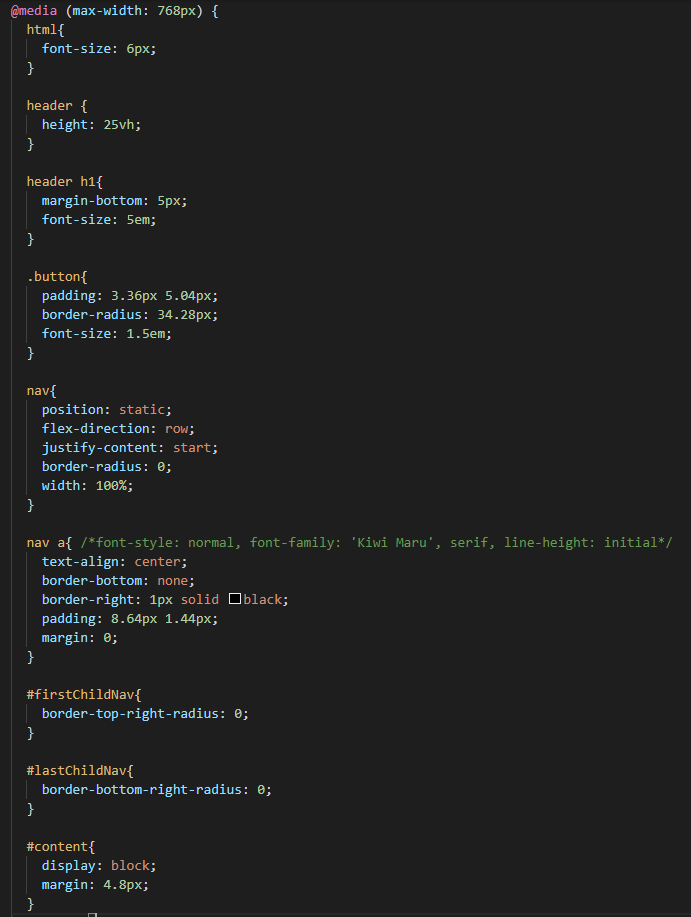 @media (max-width: 768px) {
  html{
    font-size: 6px;
  }

  header {
    height: 25vh;
  }

  header h1{
    margin-bottom: 5px;
    font-size: 5em;
  }

  .button{
    padding: 3.36px 5.04px;
    border-radius: 34.28px;
    font-size: 1.5em;
  }

  nav{
    position: static;
    flex-direction: row;
    justify-content: start;
    border-radius: 0;
    width: 100%;
  }

  nav a{ /*font-style: normal, font-family: 'Kiwi Maru', serif, line-height: initial*/
    text-align: center;
    border-bottom: none;
    border-right: 1px solid black;
    padding: 8.64px 1.44px;
    margin: 0;
  }

  #firstChildNav{
    border-top-right-radius: 0;
  }

  #lastChildNav{
    border-bottom-right-radius: 0;
  }

  #content{
    display: block;
    margin: 4.8px;
  }